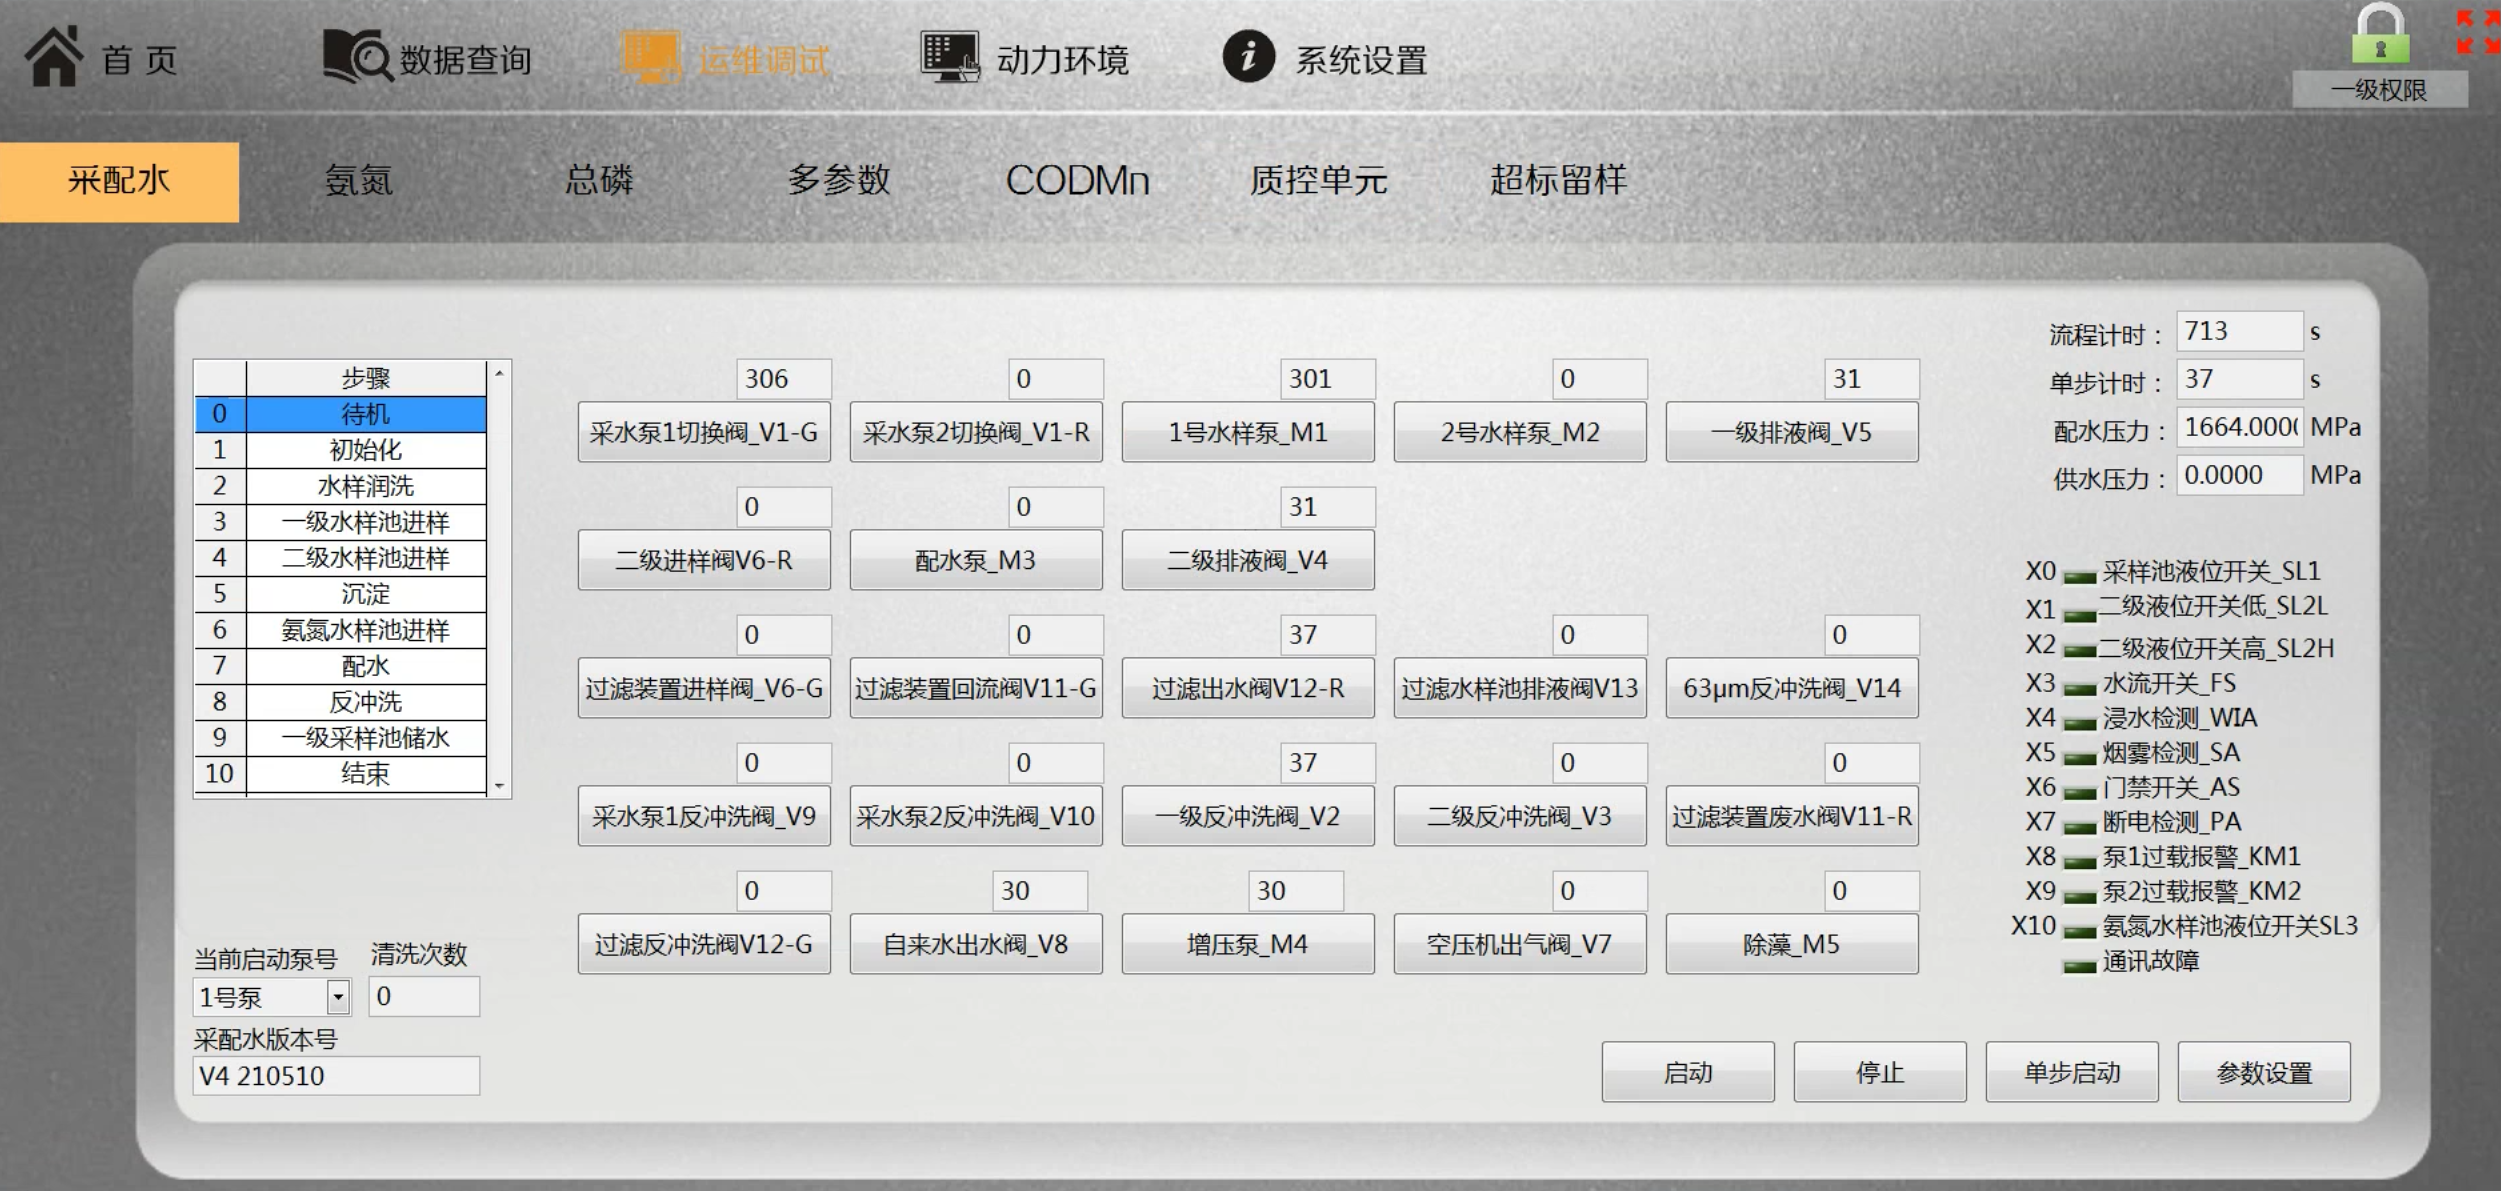 首 页
数据查询
运维调试
动力环境
系统设置
一级权限
采配水
氨氮
总磷
多参数
CODMn
质控单元
超标留样
步骤
0 待机
1 初始化
2 水样润洗
3 一级水样池进样
4 二级水样池进样
5 沉淀
6 氨氮水样池进样
7 配水
8 反冲洗
9 一级采样池储水
10 结束
当前启动泵号
1号泵
清洗次数
0
采配水版本号
V4 210510
306
采水泵1切换阀_V1-G
0
采水泵2切换阀_V1-R
301
1号水样泵_M1
0
2号水样泵_M2
31
一级排液阀_V5
0
二级进样阀V6-R
0
配水泵_M3
31
二级排液阀_V4
0
过滤装置进样阀_V6-G
0
过滤装置回流阀V11-G
37
过滤出水阀V12-R
0
过滤水样池排液阀V13
0
63μm反冲洗阀_V14
0
采水泵1反冲洗阀_V9
0
采水泵2反冲洗阀_V10
37
一级反冲洗阀_V2
0
二级反冲洗阀_V3
0
过滤装置废水阀V11-R
0
过滤反冲洗阀V12-G
30
自来水出水阀_V8
30
增压泵_M4
0
空压机出气阀_V7
0
除藻_M5
流程计时： 713 s
单步计时： 37 s
配水压力： 1664.000 MPa
供水压力： 0.0000 MPa
X0 采样池液位开关_SL1
X1 二级液位开关低_SL2L
X2 二级液位开关高_SL2H
X3 水流开关_FS
X4 浸水检测_WIA
X5 烟雾检测_SA
X6 门禁开关_AS
X7 断电检测_PA
X8 泵1过载报警_KM1
X9 泵2过载报警_KM2
X10 氨氮水样池液位开关SL3
通讯故障
启动
停止
单步启动
参数设置